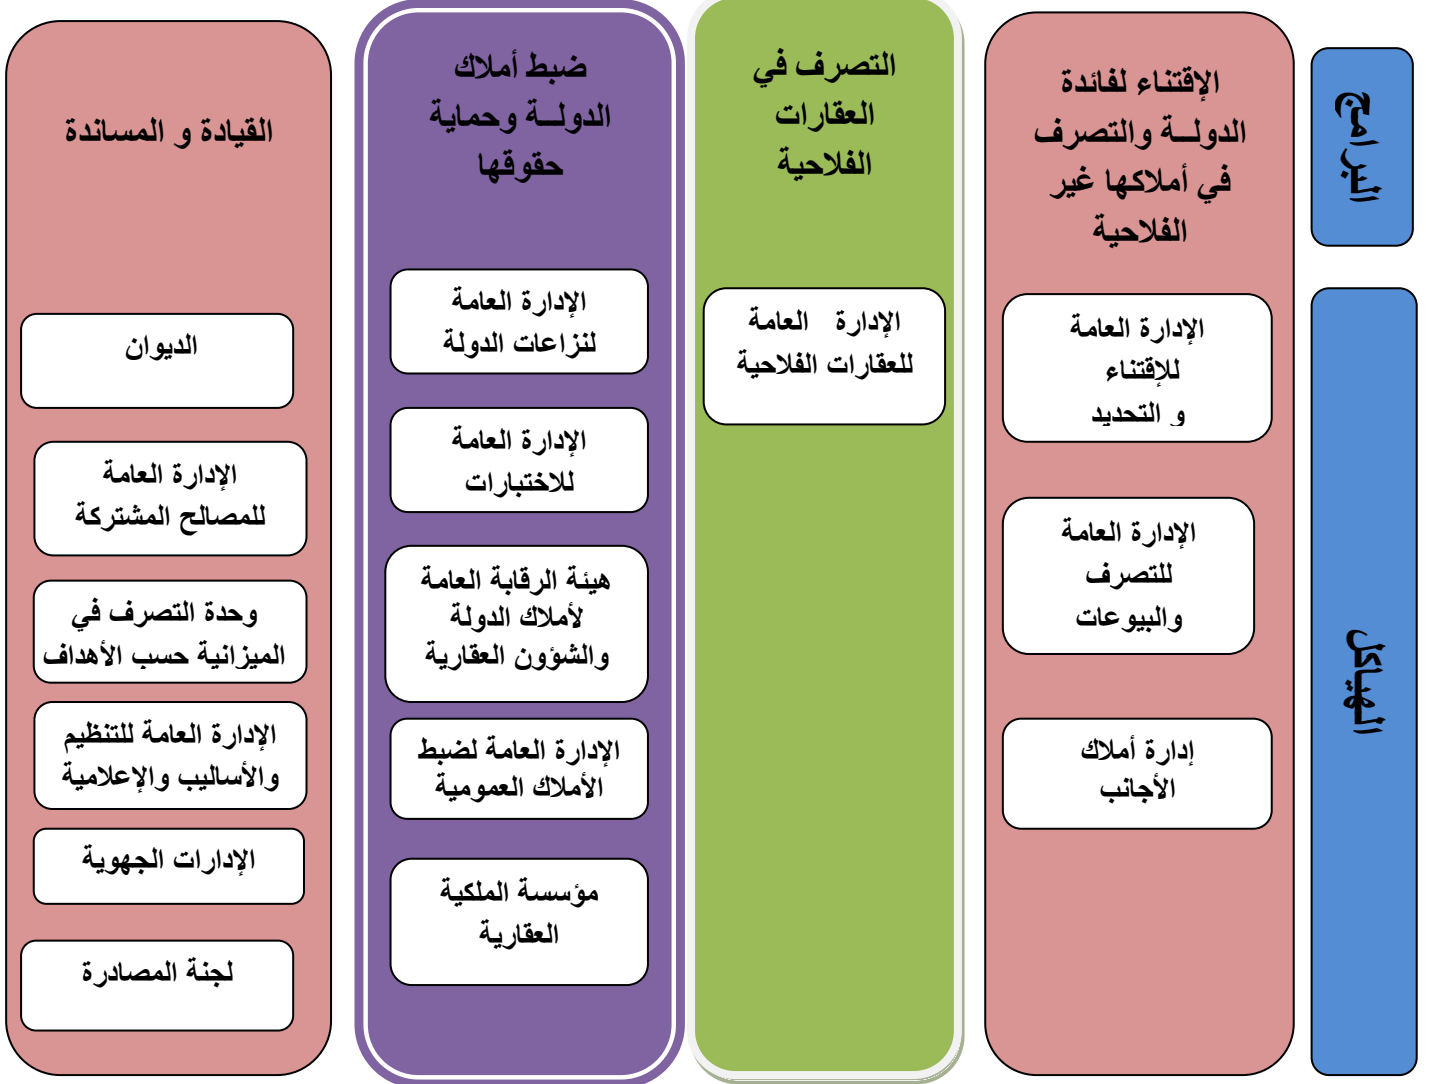 البرامج
الإقتناء لفائدة
الدولــة والتصرف
في أملاكها غير
الفلاحية
التصرف في
العقارات
الفلاحية
ضبط أملاك
الدولــة وحماية
حقوقها
القيادة و المساندة
الهياكل
الإدارة العامة
للإقتناء
و التحديد
الإدارة العامة
للتصرف
والبيوعات
إدارة أملاك
الأجانب
الإدارة العامة
للعقارات الفلاحية
الإدارة العامة
لنزاعات الدولة
الإدارة العامة
للاختبارات
هيئة الرقابة العامة
لأملاك الدولة
والشؤون العقارية
الإدارة العامة لضبط
الأملاك العمومية
مؤسسة الملكية
العقارية
الديوان
الإدارة العامة
للمصالح المشتركة
وحدة التصرف في
الميزانية حسب الأهداف
الإدارة العامة للتنظيم
والأساليب والإعلامية
الإدارات الجهوية
لجنة المصادرة